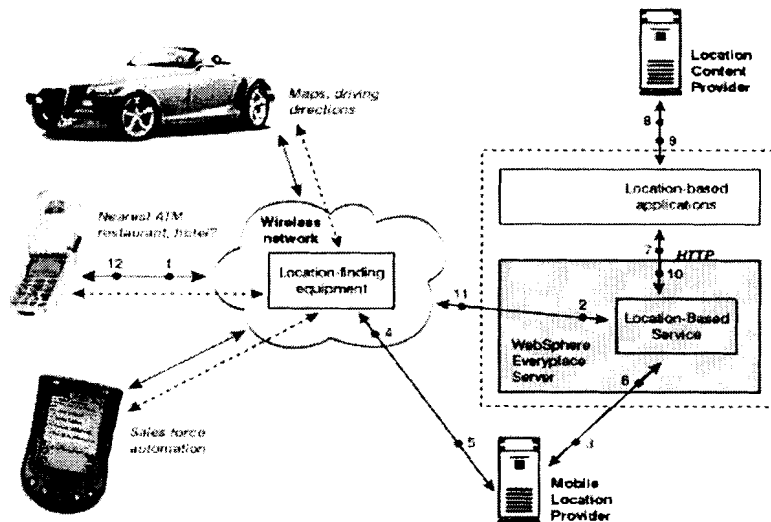 Maps, driving
directions
Location
Content
Provider
8
9
Location-based
applications
Nearest ATM
restaurant, hotel?
Wireless
network
7
HTTP
10
12
1
Location-finding
equipment
11
2
Location-Based
Service
4
WebSphere
Everyplace
Server
6
Sales force
automation
5
3
Mobile
Location
Provider